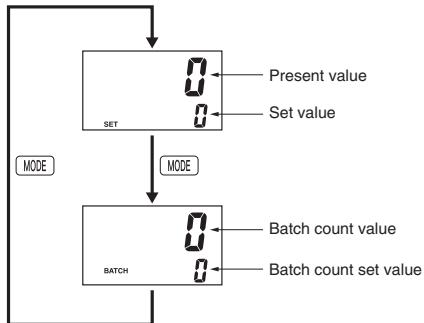 0
Present value
0
Set value
SET
MODE
MODE
0
Batch count value
0
Batch count set value
BATCH